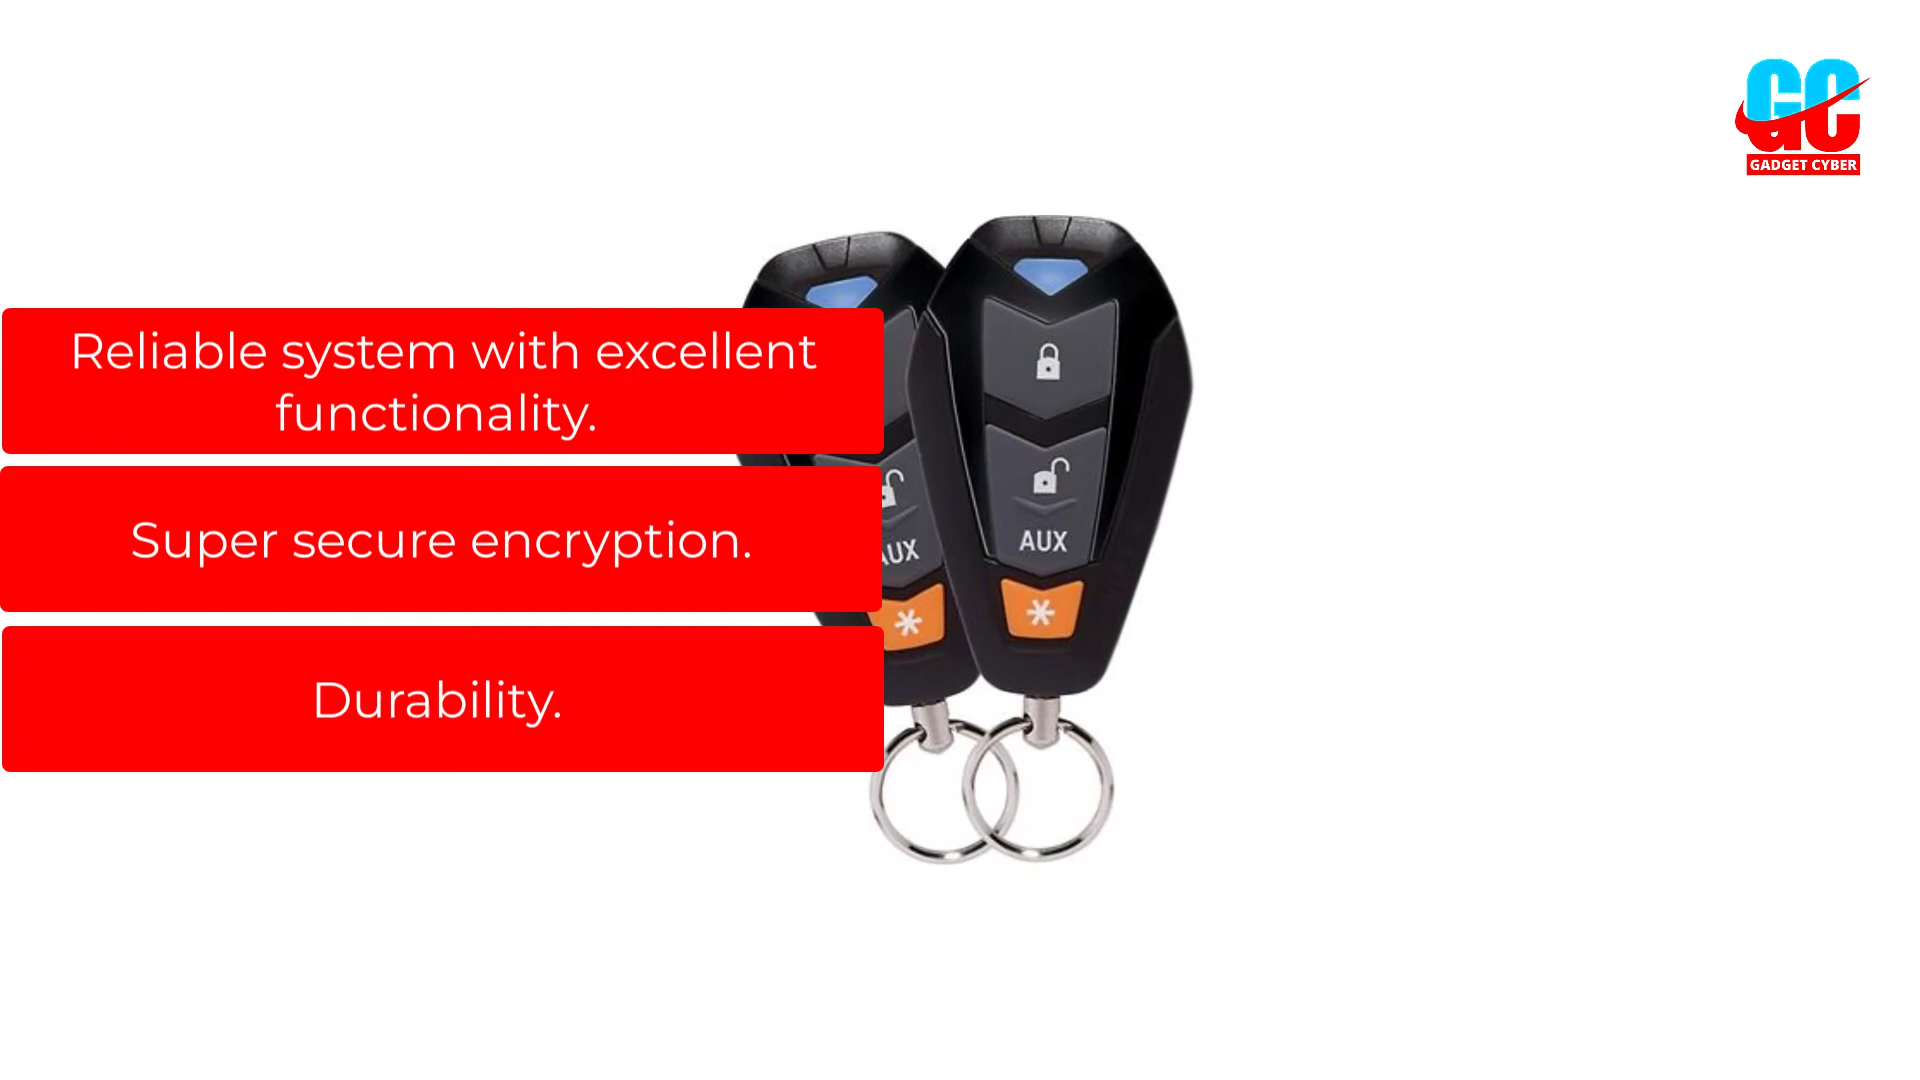 GC
GADGET CYBER
Reliable system with excellent
functionality.
Super secure encryption.
Durability.
AUX
AUX